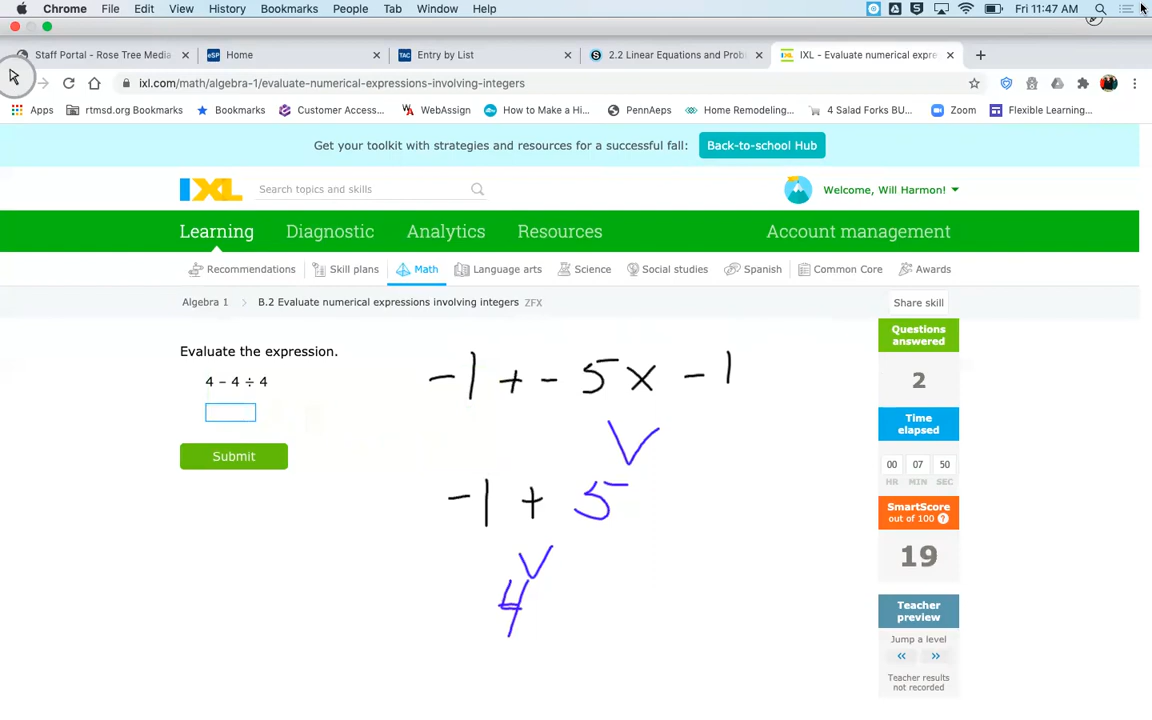 Chrome File Edit View History Bookmarks People Tab Window Help Fri 11:47 AM
Staff Portal - Rose Tree Media Home Entry by List 2.2 Linear Equations and Probl IXL - Evaluate numerical expre
ixl.com/math/algebra-1/evaluate-numerical-expressions-involving-integers
Apps rtmsd.org Bookmarks Bookmarks Customer Access... WebAssign How to Make a Hi... PennAeps Home Remodeling... 4 Salad Forks BU... Zoom Flexible Learning...
Get your toolkit with strategies and resources for a successful fall: Back-to-school Hub
IXL Search topics and skills Welcome, Will Harmon!
Learning Diagnostic Analytics Resources Account management
Recommendations Skill plans Math Language arts Science Social studies Spanish Common Core Awards
Algebra 1 > B.2 Evaluate numerical expressions involving integers ZFX Share skill
Evaluate the expression.
4 – 4 ÷ 4
Submit
-1 + - 5 x - 1
-1 + 5
4
Questions answered
2
Time elapsed
00 07 50
HR MIN SEC
SmartScore
out of 100 ?
19
Teacher preview
Jump a level
« »
Teacher results
not recorded